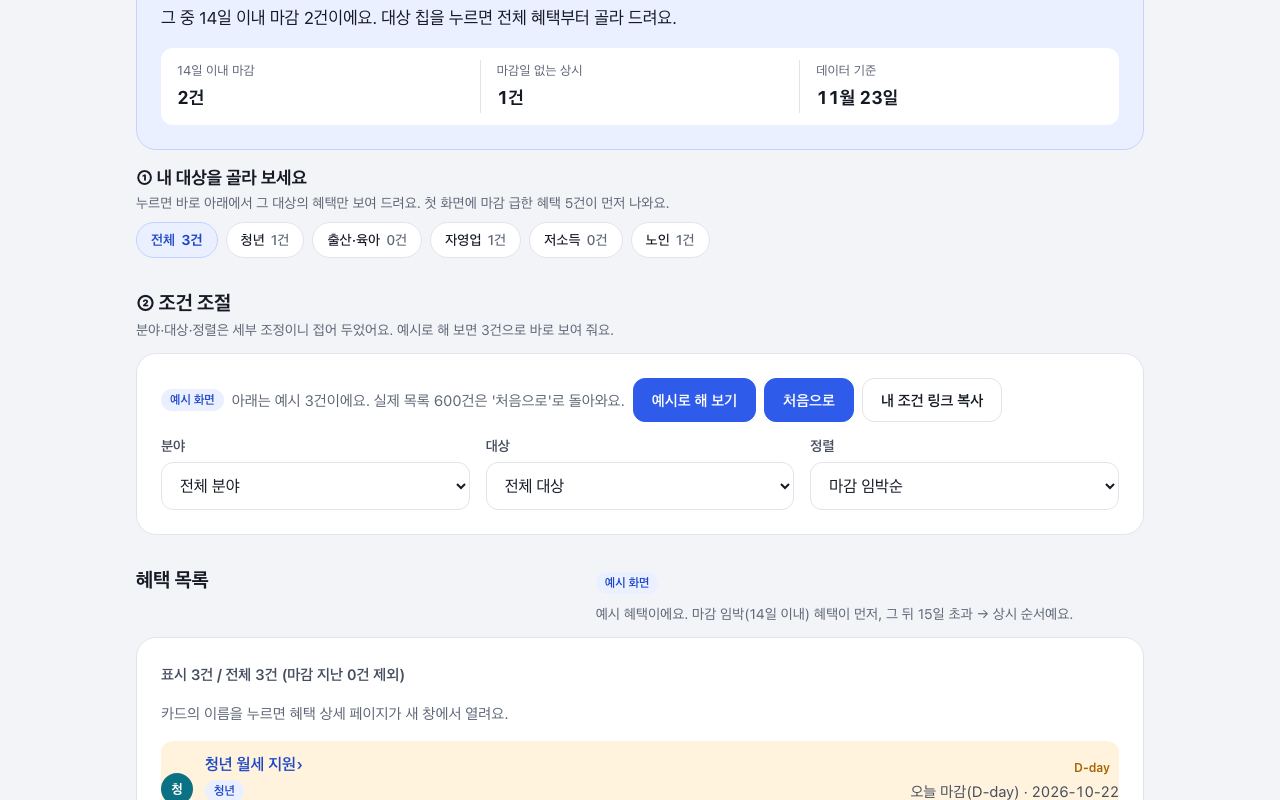 그 중 14일 이내 마감 2건이에요. 대상 칩을 누르면 전체 혜택부터 골라 드려요.
14일 이내 마감
2건
마감일 없는 상시
1건
데이터 기준
11월 23일
① 내 대상을 골라 보세요
누르면 바로 아래에서 그 대상의 혜택만 보여 드려요. 첫 화면에 마감 급한 혜택 5건이 먼저 나와요.
전체 3건
청년 1건
출산·육아 0건
자영업 1건
저소득 0건
노인 1건
② 조건 조절
분야·대상·정렬은 세부 조정이니 접어 두었어요. 예시로 해 보면 3건으로 바로 보여 줘요.
예시 화면 아래는 예시 3건이에요. 실제 목록 600건은 '처음으로'로 돌아와요.
예시로 해 보기
처음으로
내 조건 링크 복사
분야
전체 분야
대상
전체 대상
정렬
마감 임박순
혜택 목록
예시 화면
예시 혜택이에요. 마감 임박(14일 이내) 혜택이 먼저, 그 뒤 15일 초과 → 상시 순서예요.
표시 3건 / 전체 3건 (마감 지난 0건 제외)
카드의 이름을 누르면 혜택 상세 페이지가 새 창에서 열려요.
청
청년 월세 지원›
청년
D-day
오늘 마감(D-day) · 2026-10-22